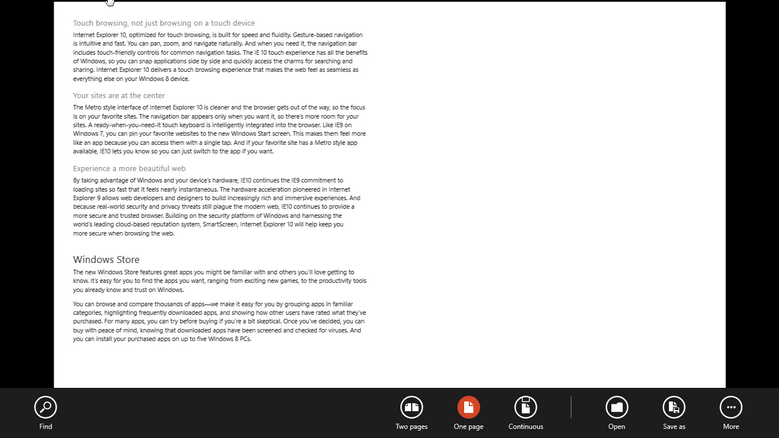 Touch browsing, not just browsing on a touch device
Internet Explorer 10, optimized for touch browsing, is built for speed and fluidity. Gesture-based navigation
is intuitive and fast. You can pan, zoom, and navigate naturally. And when you need it, the navigation bar
includes touch-friendly controls for common navigation tasks. The IE 10 touch experience has all the benefits
of Windows, so you can snap applications side by side and quickly access the charms for searching and
sharing. Internet Explorer 10 delivers a touch browsing experience that makes the web feel as seamless as
everything else on your Windows 8 device.
Your sites are at the center
The Metro style interface of Internet Explorer 10 is cleaner and the browser gets out of the way, so the focus
is on your favorite sites. The navigation bar appears only when you want it, so there's more room for your
sites. A ready-when-you-need-it touch keyboard is intelligently integrated into the browser. Like IE9 on
Windows 7, you can pin your favorite websites to the new Windows Start screen. This makes them feel more
like an app because you can access them with a single tap. And if your favorite site has a Metro style app
available, IE10 lets you know so you can just switch to the app if you want.
Experience a more beautiful web
By taking advantage of Windows and your device's hardware, IE10 continues the IE9 commitment to
loading sites so fast that it feels nearly instantaneous. The hardware acceleration pioneered in Internet
Explorer 9 allows web developers and designers to build increasingly rich and immersive experiences. And
because real-world security and privacy threats still plague the modern web, IE10 continues to provide a
more secure and trusted browser. Building on the security platform of Windows and harnessing the
world's leading cloud-based reputation system, SmartScreen, Internet Explorer 10 will help keep you
more secure when browsing the web.
Windows Store
The new Windows Store features great apps you might be familiar with and others you'll love getting to
know. It's easy for you to find the apps you want, ranging from exciting new games, to the productivity tools
you already know and trust on Windows.
You can browse and compare thousands of apps—we make it easy for you by grouping apps in familiar
categories, highlighting frequently downloaded apps, and showing how other users have rated what they've
purchased. For many apps, you can try before buying if you're a bit skeptical. Once you've decided, you can
buy with peace of mind, knowing that downloaded apps have been screened and checked for viruses. And
you can install your purchased apps on up to five Windows 8 PCs.
Find
Two pages
One page
Continuous
Open
Save as
More